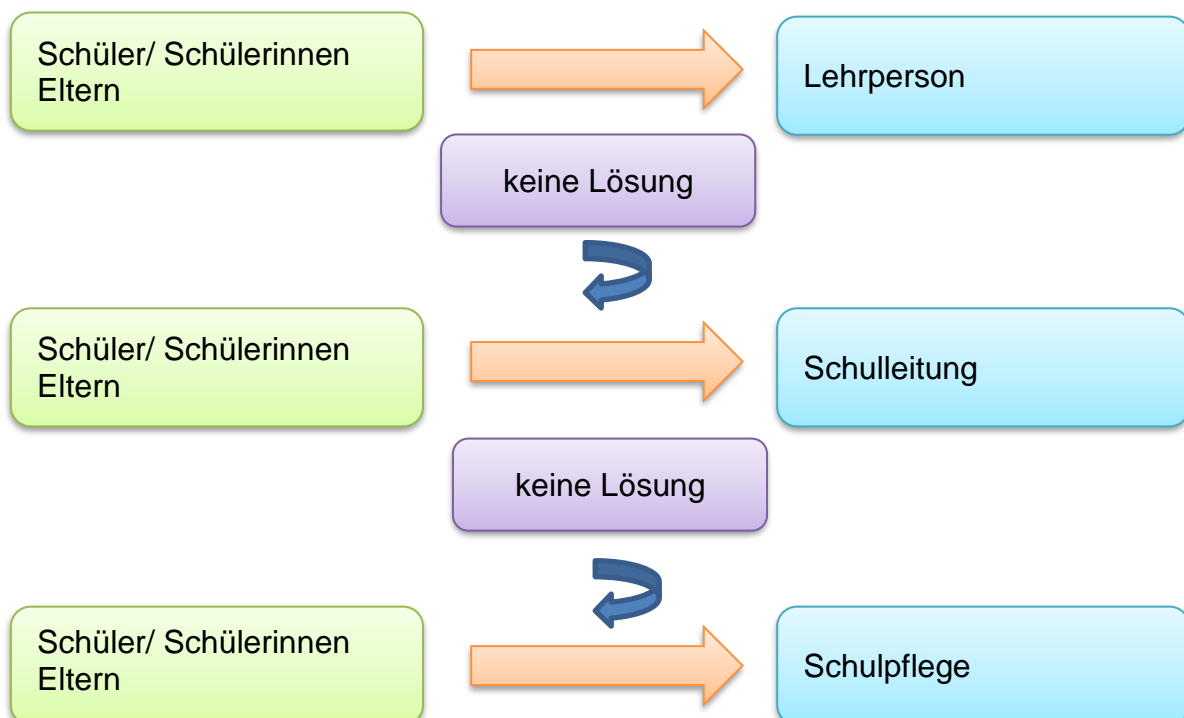 Schüler/ Schülerinnen
Eltern
Lehrperson
keine Lösung
Schüler/ Schülerinnen
Eltern
Schulleitung
keine Lösung
Schüler/ Schülerinnen
Eltern
Schulpflege